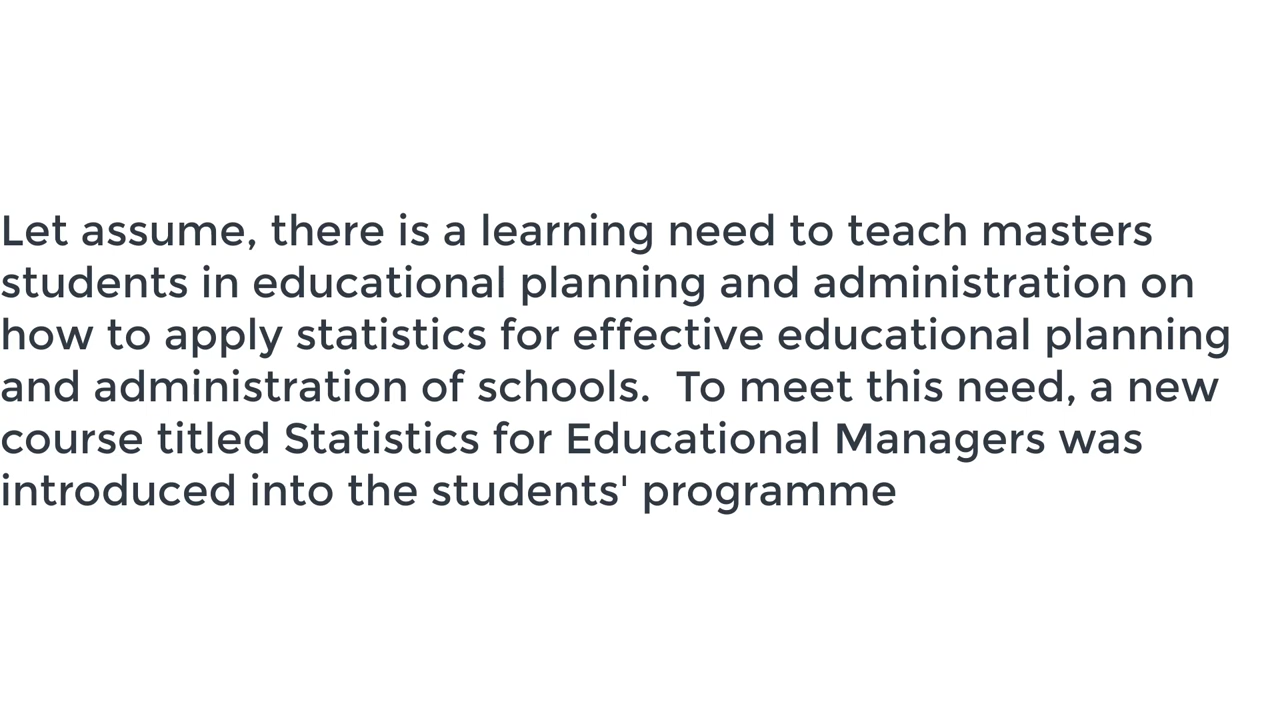 Let assume, there is a learning need to teach masters
students in educational planning and administration on
how to apply statistics for effective educational planning
and administration of schools.  To meet this need, a new
course titled Statistics for Educational Managers was
introduced into the students' programme